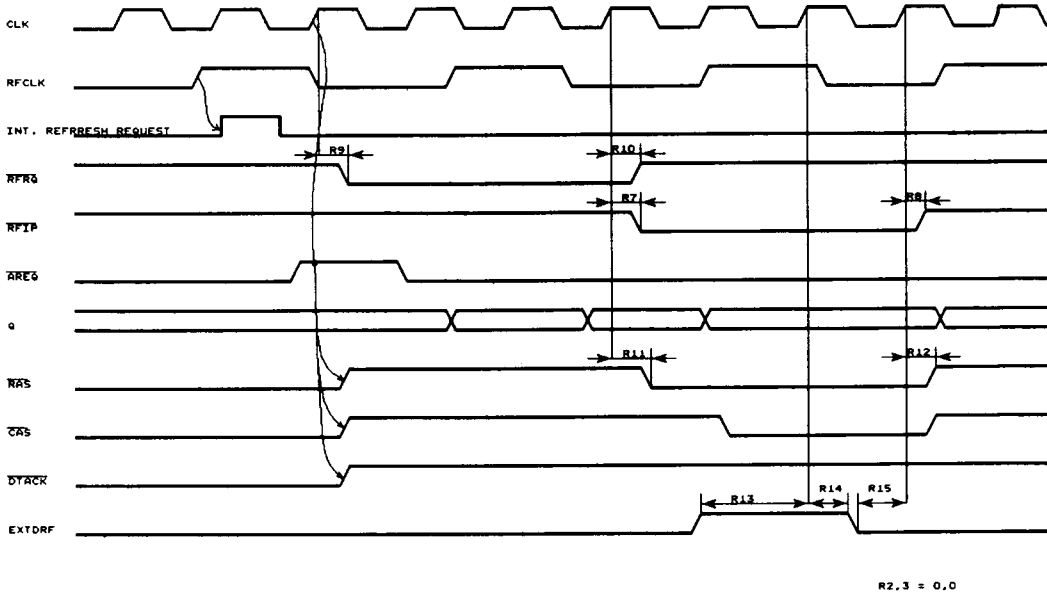 CLK
RFCLK
INT. REFRRESH REQUEST
R9
R10
RFRQ
R7
R8
RFIP
AREQ
Q
R11
R12
RAS
CAS
DTACK
R13
R14
R15
EXTDRF
R2,3 = 0,0